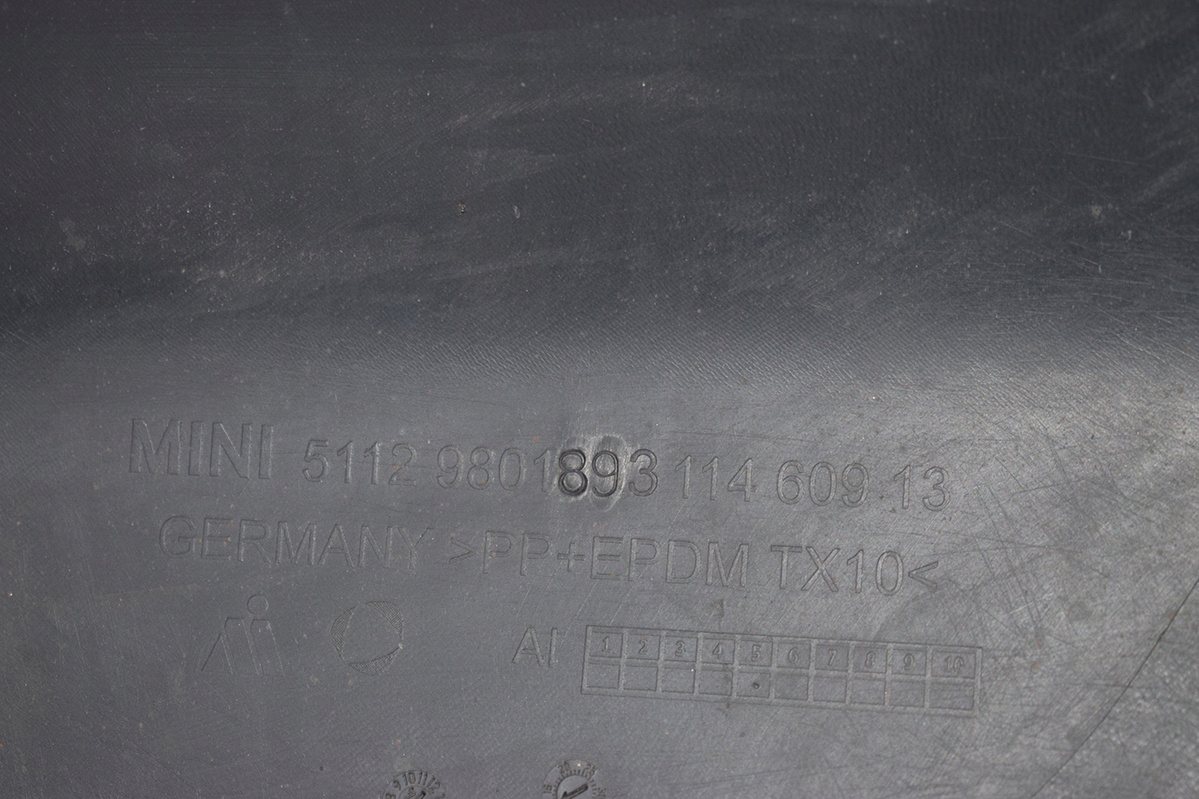 MINI 5112 9801893 114 609 13
GERMANY >PP+EPDM TX10<
AI 1 2 3 4 5 6 7 8 9 10